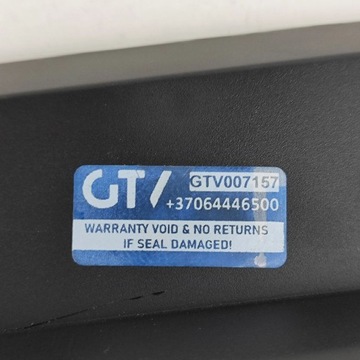 GTV GTV007157
+37064446500
WARRANTY VOID & NO RETURNS
IF SEAL DAMAGED!